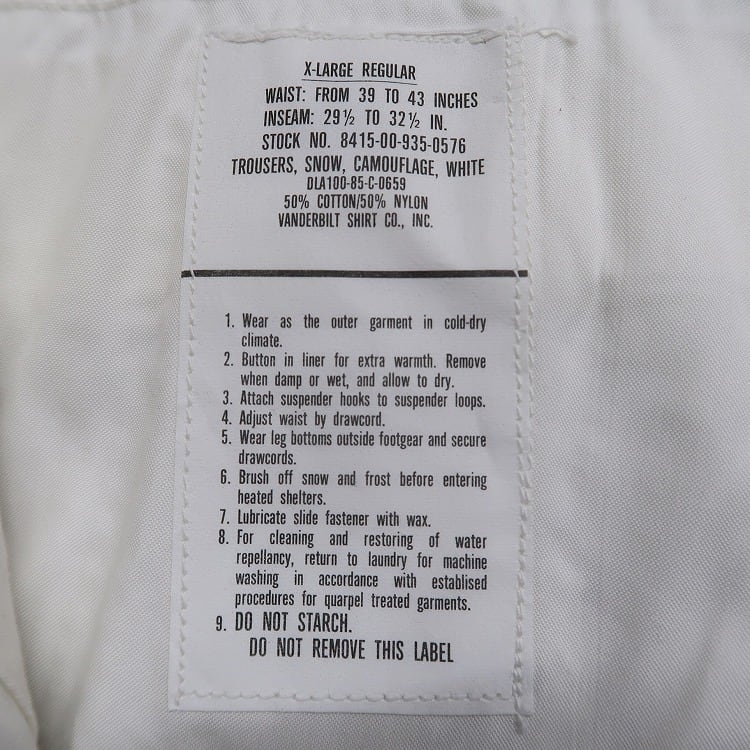 X-LARGE REGULAR
WAIST: FROM 39 TO 43 INCHES
INSEAM: 29½ TO 32½ IN.
STOCK NO. 8415-00-935-0576
TROUSERS, SNOW, CAMOUFLAGE, WHITE
DLA100-85-C-0659
50% COTTON/50% NYLON
VANDERBILT SHIRT CO., INC.
1. Wear as the outer garment in cold-dry
climate.
2. Button in liner for extra warmth. Remove
when damp or wet, and allow to dry.
3. Attach suspender hooks to suspender loops.
4. Adjust waist by drawcord.
5. Wear leg bottoms outside footgear and secure
drawcords.
6. Brush off snow and frost before entering
heated shelters.
7. Lubricate slide fastener with wax.
8. For cleaning and restoring of water
repellancy, return to laundry for machine
washing in accordance with establised
procedures for quarpel treated garments.
9. DO NOT STARCH.
DO NOT REMOVE THIS LABEL